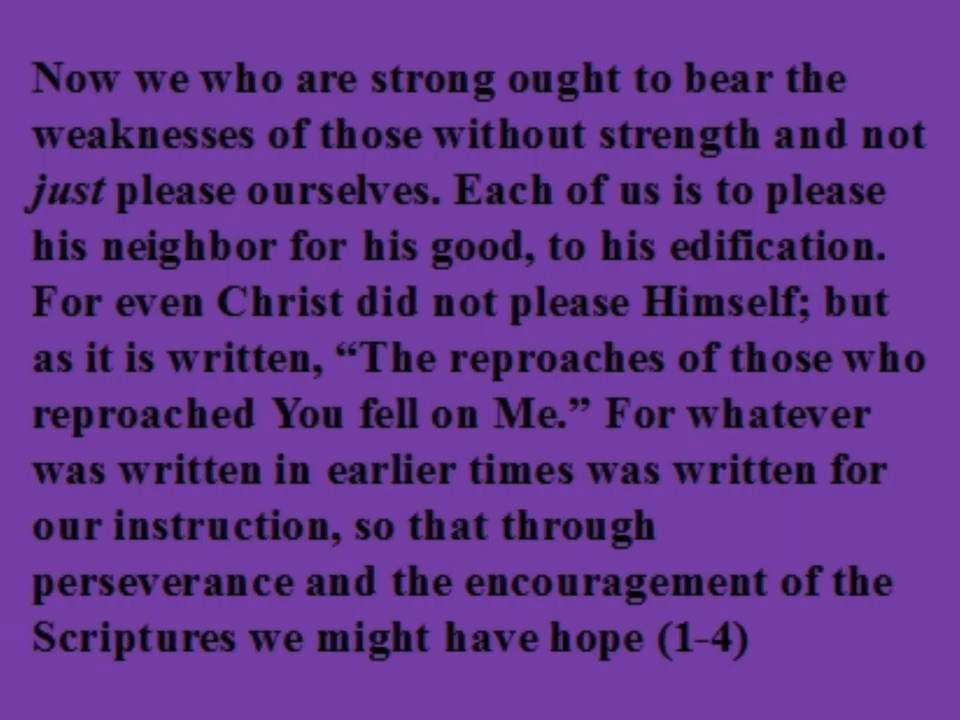 Now we who are strong ought to bear the
weaknesses of those without strength and not
just please ourselves. Each of us is to please
his neighbor for his good, to his edification.
For even Christ did not please Himself; but
as it is written, “The reproaches of those who
reproached You fell on Me.” For whatever
was written in earlier times was written for
our instruction, so that through
perseverance and the encouragement of the
Scriptures we might have hope (1-4)